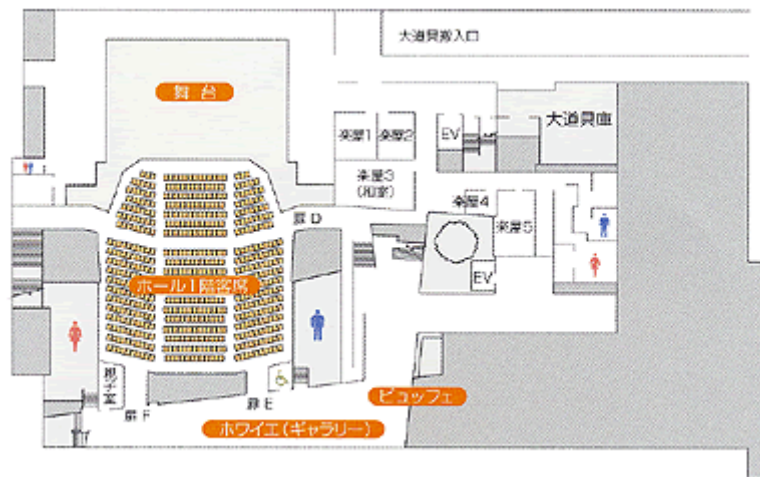 大道具搬入口
舞台
大道具庫
楽屋1
楽屋2
EV
楽屋3
(和室)
楽屋4
楽屋5
扉D
EV
ホール1階客席
親子室
扉F
扉E
ビュッフェ
ホワイエ(ギャラリー)